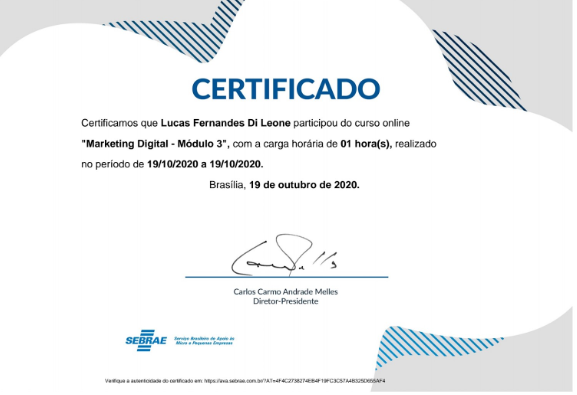 CERTIFICADO
Certificamos que Lucas Fernandes Di Leone participou do curso online
"Marketing Digital - Módulo 3", com a carga horária de 01 hora(s), realizado
no período de 19/10/2020 a 19/10/2020.
Brasília, 19 de outubro de 2020.
Carlos Carmo Andrade Melles
Diretor-Presidente
SEBRAE
Serviço Brasileiro de Apoio às
Micro e Pequenas Empresas
Verifique a autenticidade do certificado em: https://ava.sebrae.com.br/